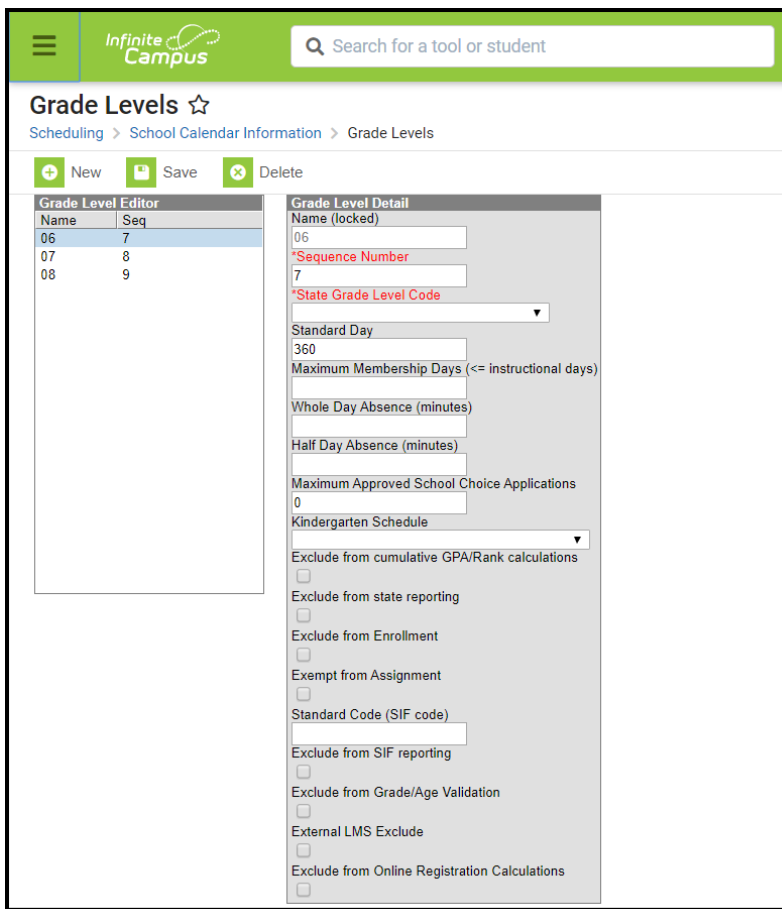 Infinite Campus
Search for a tool or student
Grade Levels
Scheduling > School Calendar Information > Grade Levels
New Save Delete
Grade Level Editor
Name Seq
06 7
07 8
08 9
Grade Level Detail
Name (locked)
06
*Sequence Number
7
*State Grade Level Code
Standard Day
360
Maximum Membership Days (<= instructional days)
Whole Day Absence (minutes)
Half Day Absence (minutes)
Maximum Approved School Choice Applications
0
Kindergarten Schedule
Exclude from cumulative GPA/Rank calculations
Exclude from state reporting
Exclude from Enrollment
Exempt from Assignment
Standard Code (SIF code)
Exclude from SIF reporting
Exclude from Grade/Age Validation
External LMS Exclude
Exclude from Online Registration Calculations